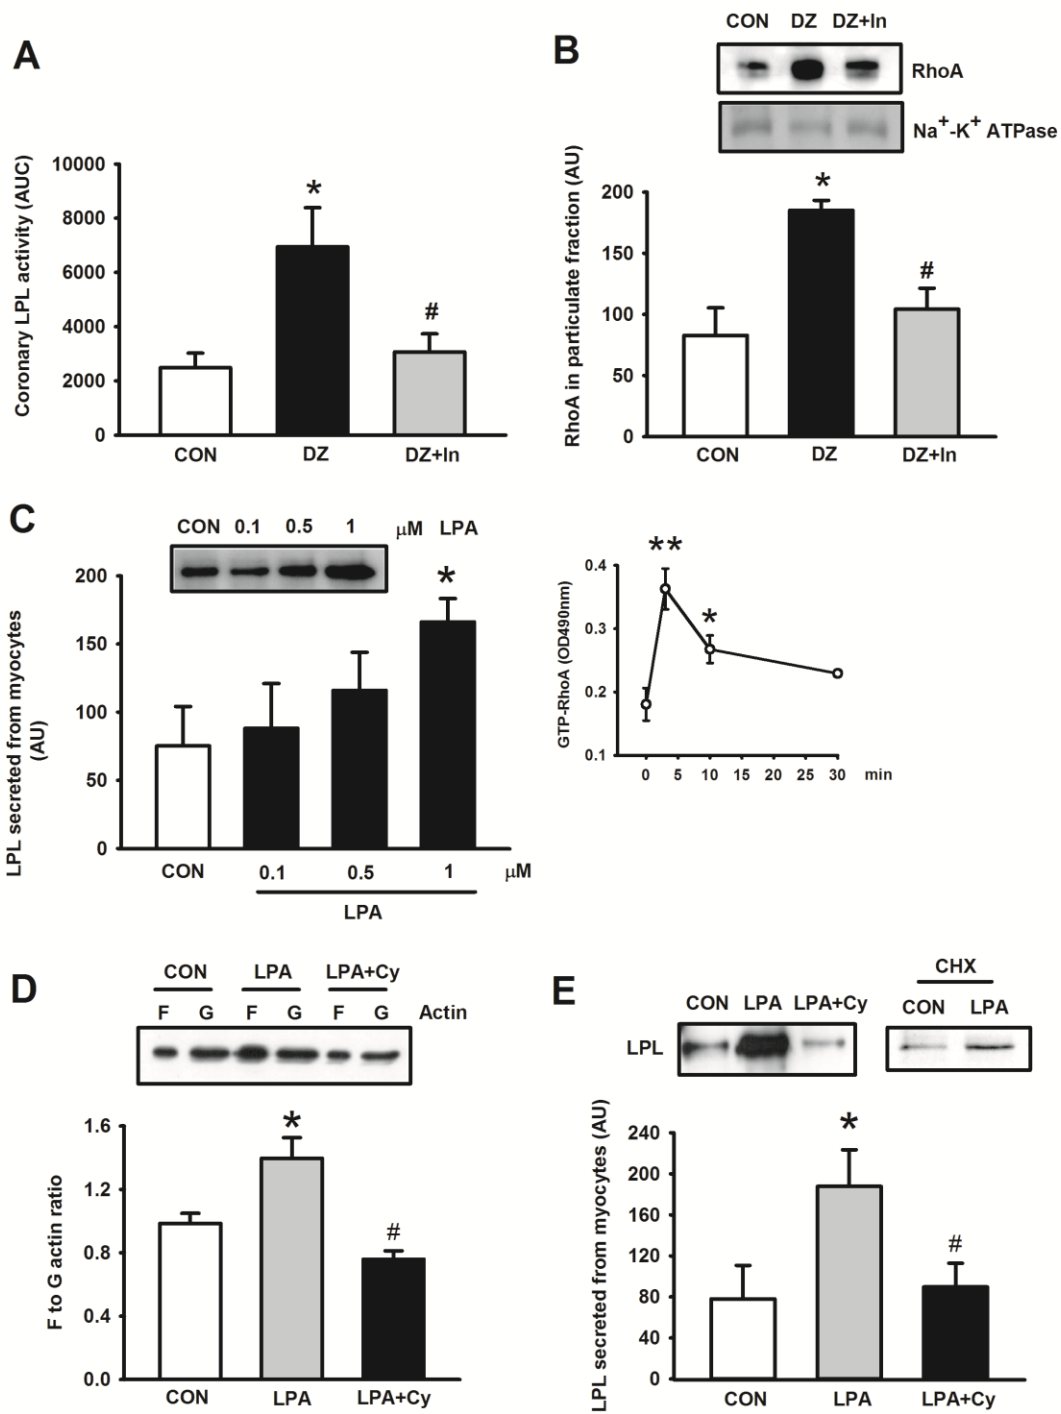 A
Coronary LPL activity (AUC)
10000
8000
6000
4000
2000
0
*
#
CON DZ DZ+In
B
CON DZ DZ+In
RhoA
Na+-K+ ATPase
RhoA in particulate fraction (AU)
200
150
100
50
0
*
#
CON DZ DZ+In
C
CON 0.1 0.5 1 μM LPA
LPL secreted from myocytes
(AU)
200
150
100
50
0
*
CON 0.1 0.5 1 μM
LPA
GTP-RhoA (OD490nm)
0.4
0.3
0.2
0.1
**
*
0 5 10 15 20 25 30 min
D
CON LPA LPA+Cy
F G F G F G Actin
F to G actin ratio
1.6
1.2
0.8
0.4
0.0
*
#
CON LPA LPA+Cy
E
CON LPA LPA+Cy
LPL
CHX
CON LPA
LPL secreted from myocytes (AU)
240
200
160
120
80
40
0
*
#
CON LPA LPA+Cy